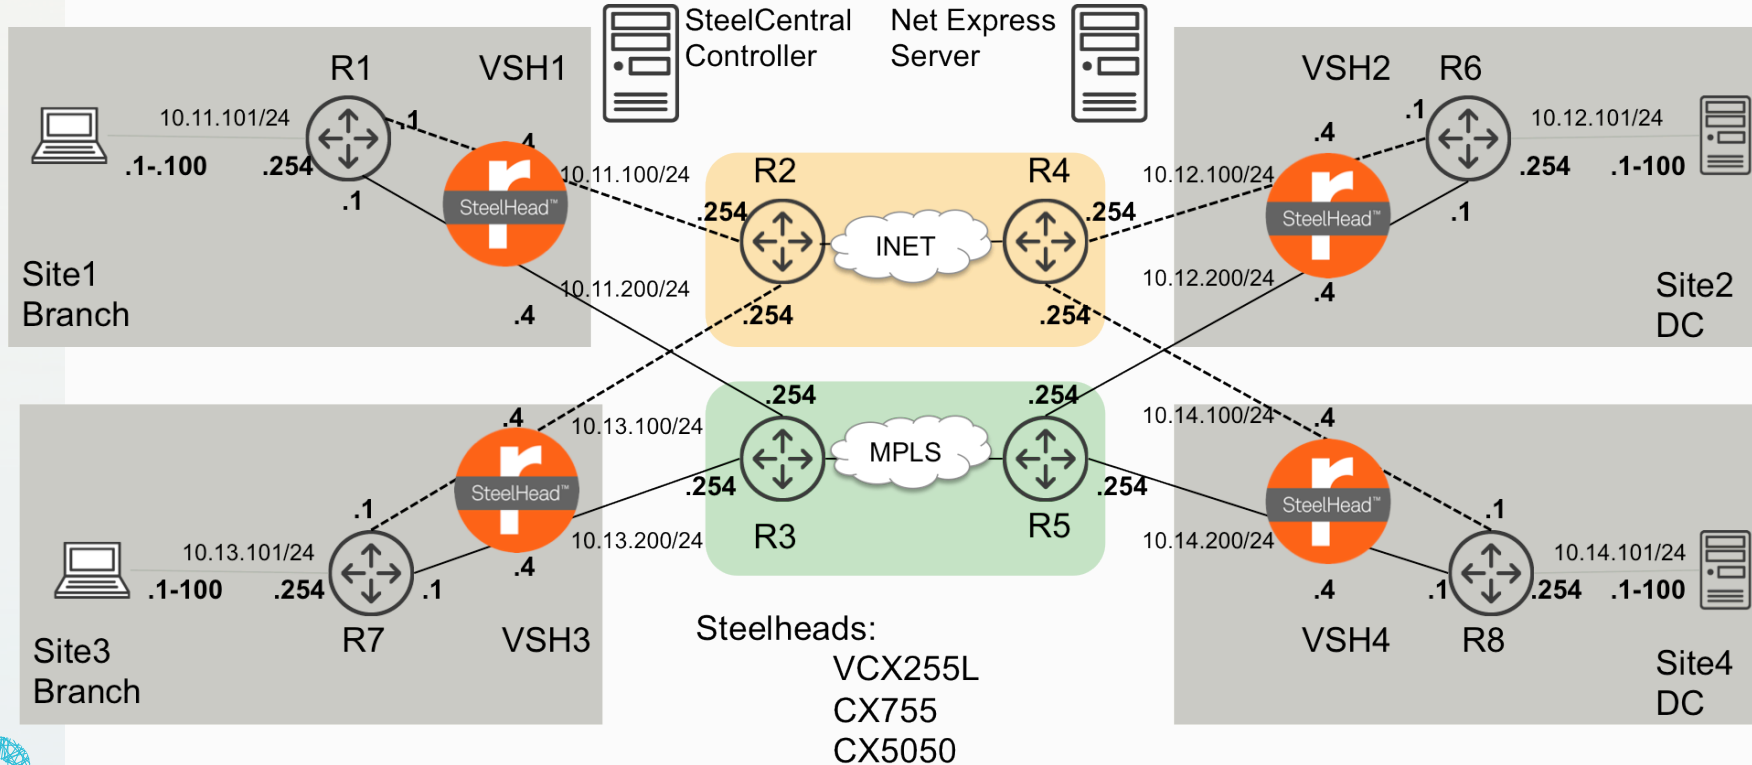 SteelCentral
Controller
Net Express
Server
R1
VSH1
10.11.101/24
.1
.4
.1-.100
.254
.1
10.11.100/24
SteelHead™
Site1
Branch
10.11.200/24
.4
R2
R4
.254
.254
INET
.254
.254
VSH2
R6
.1
10.12.101/24
.4
10.12.100/24
.254
.1-100
SteelHead™
.1
10.12.200/24
.4
Site2
DC
.254
.254
MPLS
.254
.254
R3
R5
.4
10.13.100/24
SteelHead™
.1
10.13.200/24
10.13.101/24
.4
.1-100
.254
.1
R7
VSH3
Site3
Branch
10.14.100/24
.4
SteelHead™
.1
10.14.200/24
10.14.101/24
.4
.1
.254
.1-100
VSH4
R8
Site4
DC
Steelheads:
VCX255L
CX755
CX5050